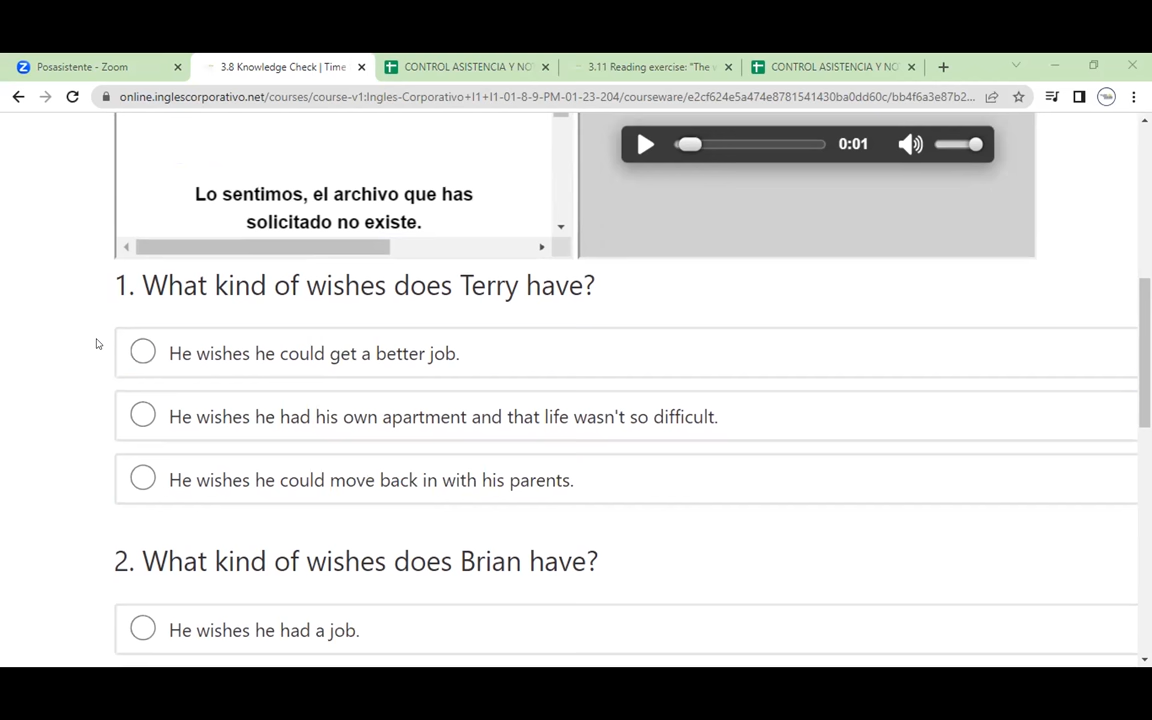 Posasistente - Zoom
3.8 Knowledge Check | Time
CONTROL ASISTENCIA Y NO
3.11 Reading exercise: "The
CONTROL ASISTENCIA Y NO
online.inglescorporativo.net/courses/course-v1:Ingles-Corporativo+I1+I1-01-8-9-PM-01-23-204/courseware/e2cf624e5a474e8781541430ba0dd60c/bb4f6a3e87b2...
0:01
Lo sentimos, el archivo que has
solicitado no existe.
1. What kind of wishes does Terry have?
He wishes he could get a better job.
He wishes he had his own apartment and that life wasn't so difficult.
He wishes he could move back in with his parents.
2. What kind of wishes does Brian have?
He wishes he had a job.